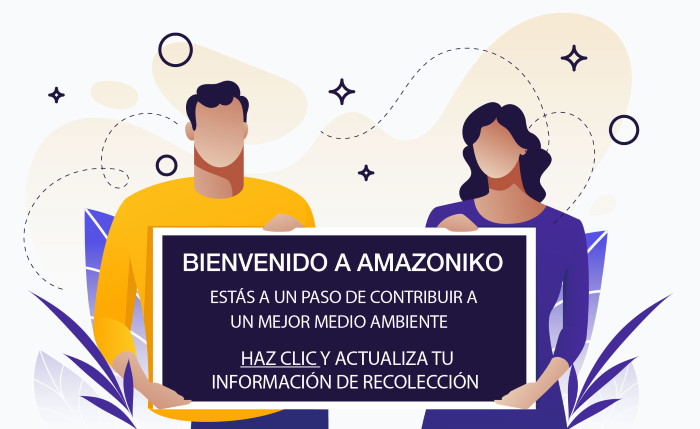 BIENVENIDO A AMAZONIKO
ESTÁS A UN PASO DE CONTRIBUIR A
UN MEJOR MEDIO AMBIENTE
HAZ CLIC Y ACTUALIZA TU
INFORMACIÓN DE RECOLECCIÓN